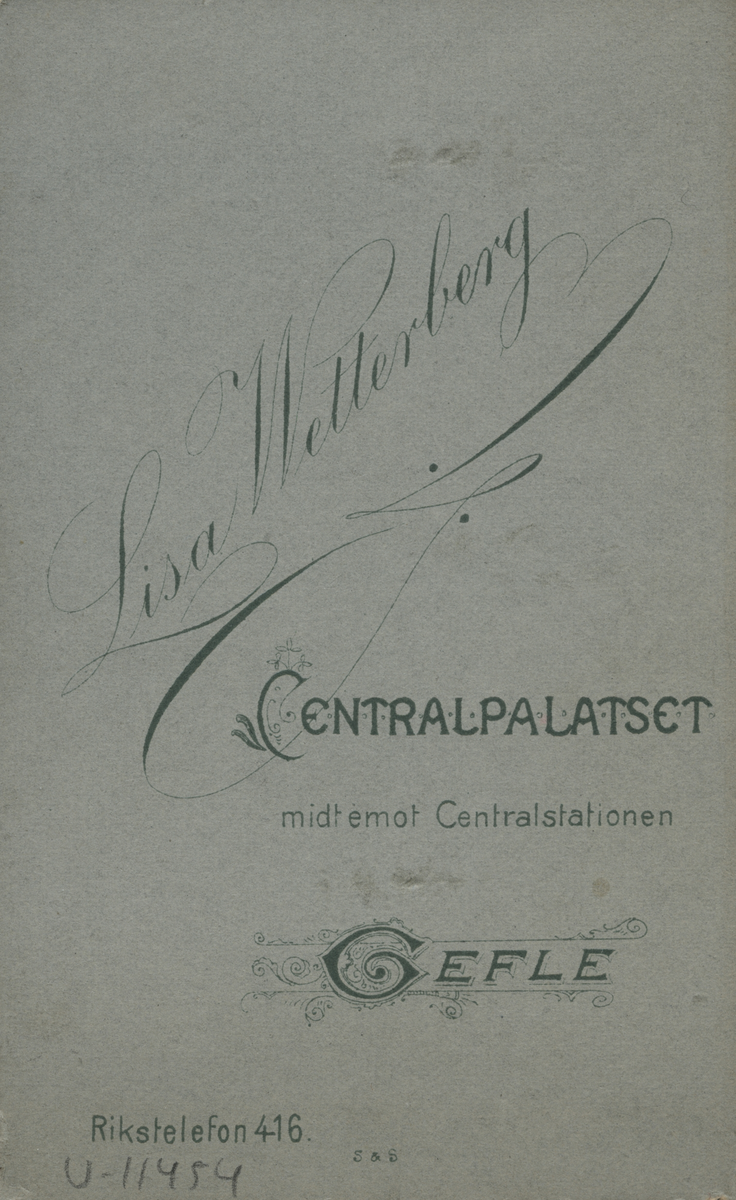 Lisa Wetterberg
CENTRALPALATSET
midtemot Centralstationen
GEFLE
Rikstelefon 416.
S & S
U-11454